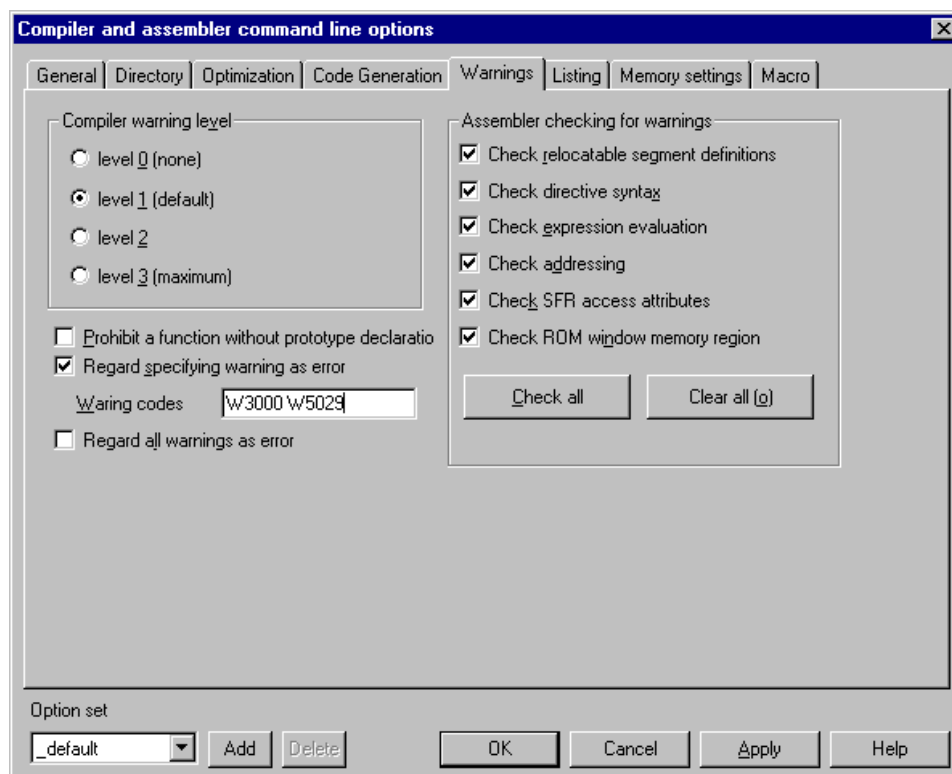 Compiler and assembler command line options
General Directory Optimization Code Generation Warnings Listing Memory settings Macro
Compiler warning level
level 0 (none)
level 1 (default)
level 2
level 3 (maximum)
Prohibit a function without prototype declaratio
Regard specifying warning as error
Waring codes W3000 W5029
Regard all warnings as error
Assembler checking for warnings
Check relocatable segment definitions
Check directive syntax
Check expression evaluation
Check addressing
Check SFR access attributes
Check ROM window memory region
Check all Clear all (o)
Option set
_default Add Delete OK Cancel Apply Help